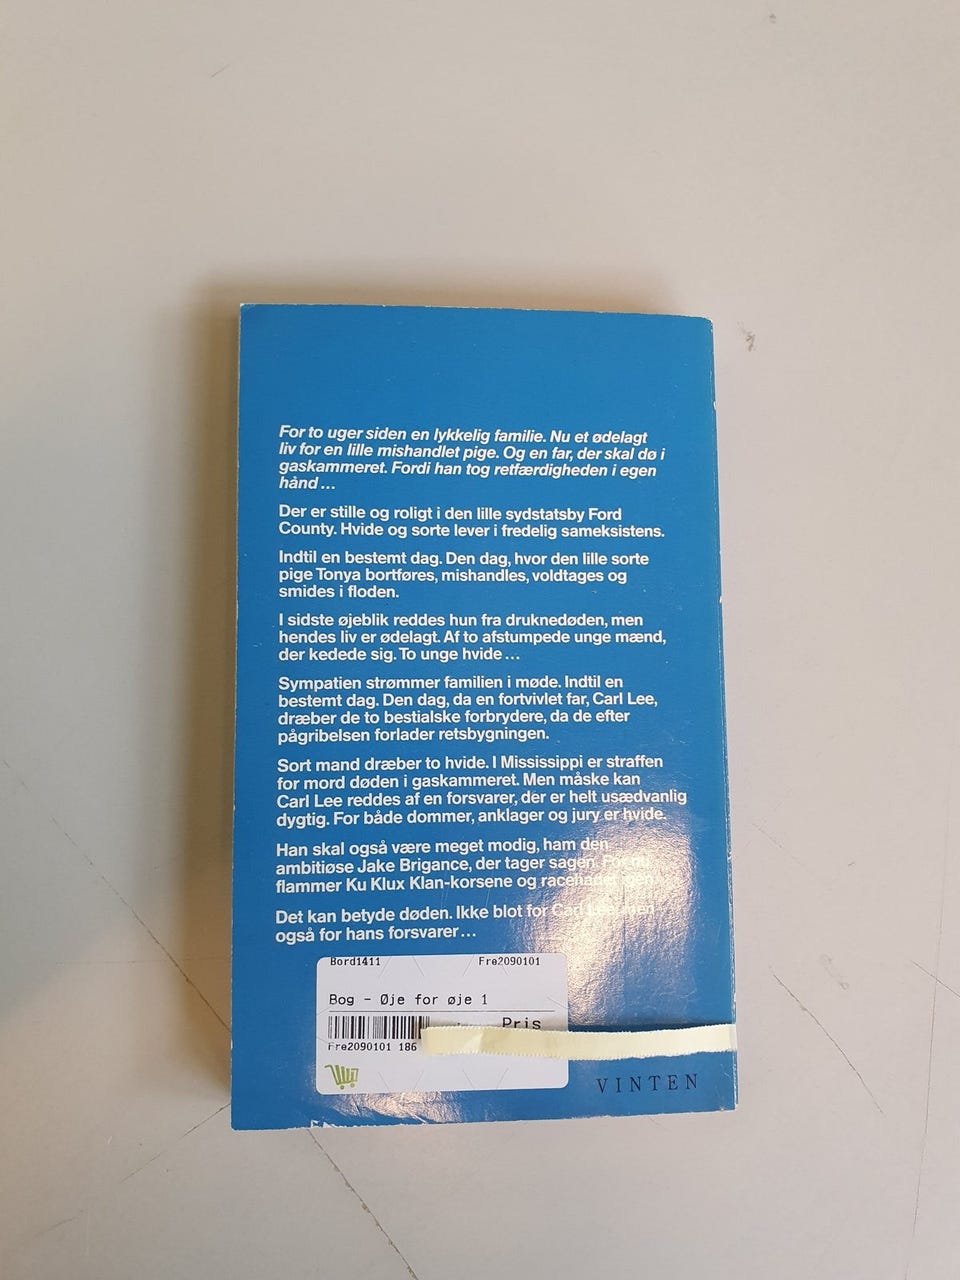 For to uger siden en lykkelig familie. Nu et ødelagt
liv for en lille mishandlet pige. Og en far, der skal dø i
gaskammeret. Fordi han tog retfærdigheden i egen
hånd...
Der er stille og roligt i den lille sydstatsby Ford
County. Hvide og sorte lever i fredelig sameksistens.
Indtil en bestemt dag. Den dag, hvor den lille sorte
pige Tonya bortføres, mishandles, voldtages og
smides i floden.
I sidste øjeblik reddes hun fra druknedøden, men
hendes liv er ødelagt. Af to afstumpede unge mænd,
der kedede sig. To unge hvide...
Sympatien strømmer familien i møde. Indtil en
bestemt dag. Den dag, da en fortvivlet far, Carl Lee,
dræber de to bestialske forbrydere, da de efter
pågribelsen forlader retsbygningen.
Sort mand dræber to hvide. I Mississippi er straffen
for mord døden i gaskammeret. Men måske kan
Carl Lee reddes af en forsvarer, der er helt usædvanlig
dygtig. For både dommer, anklager og jury er hvide.
Han skal også være meget modig, ham den
ambitiøse Jake Brigance, der tager sagen. For nu
flammer Ku Klux Klan-korsene og racehadet igen.
Det kan betyde døden. Ikke blot for Carl Lee, men
også for hans forsvarer...
Bord1411 Fre2090101
Bog - Øje for øje 1
Pris
Fre2090101 186
VINTEN